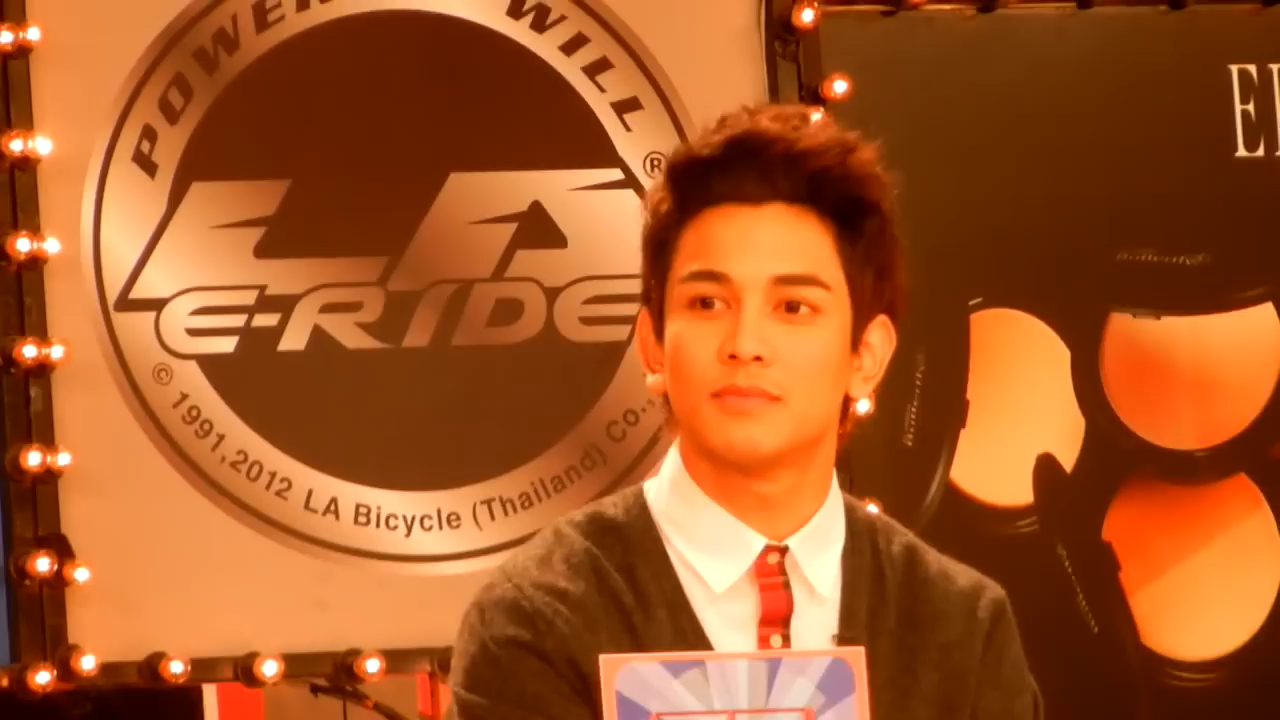 POWER WILL
®
LA
E-RIDE
© 1991,2012 LA Bicycle (Thailand) Co.,